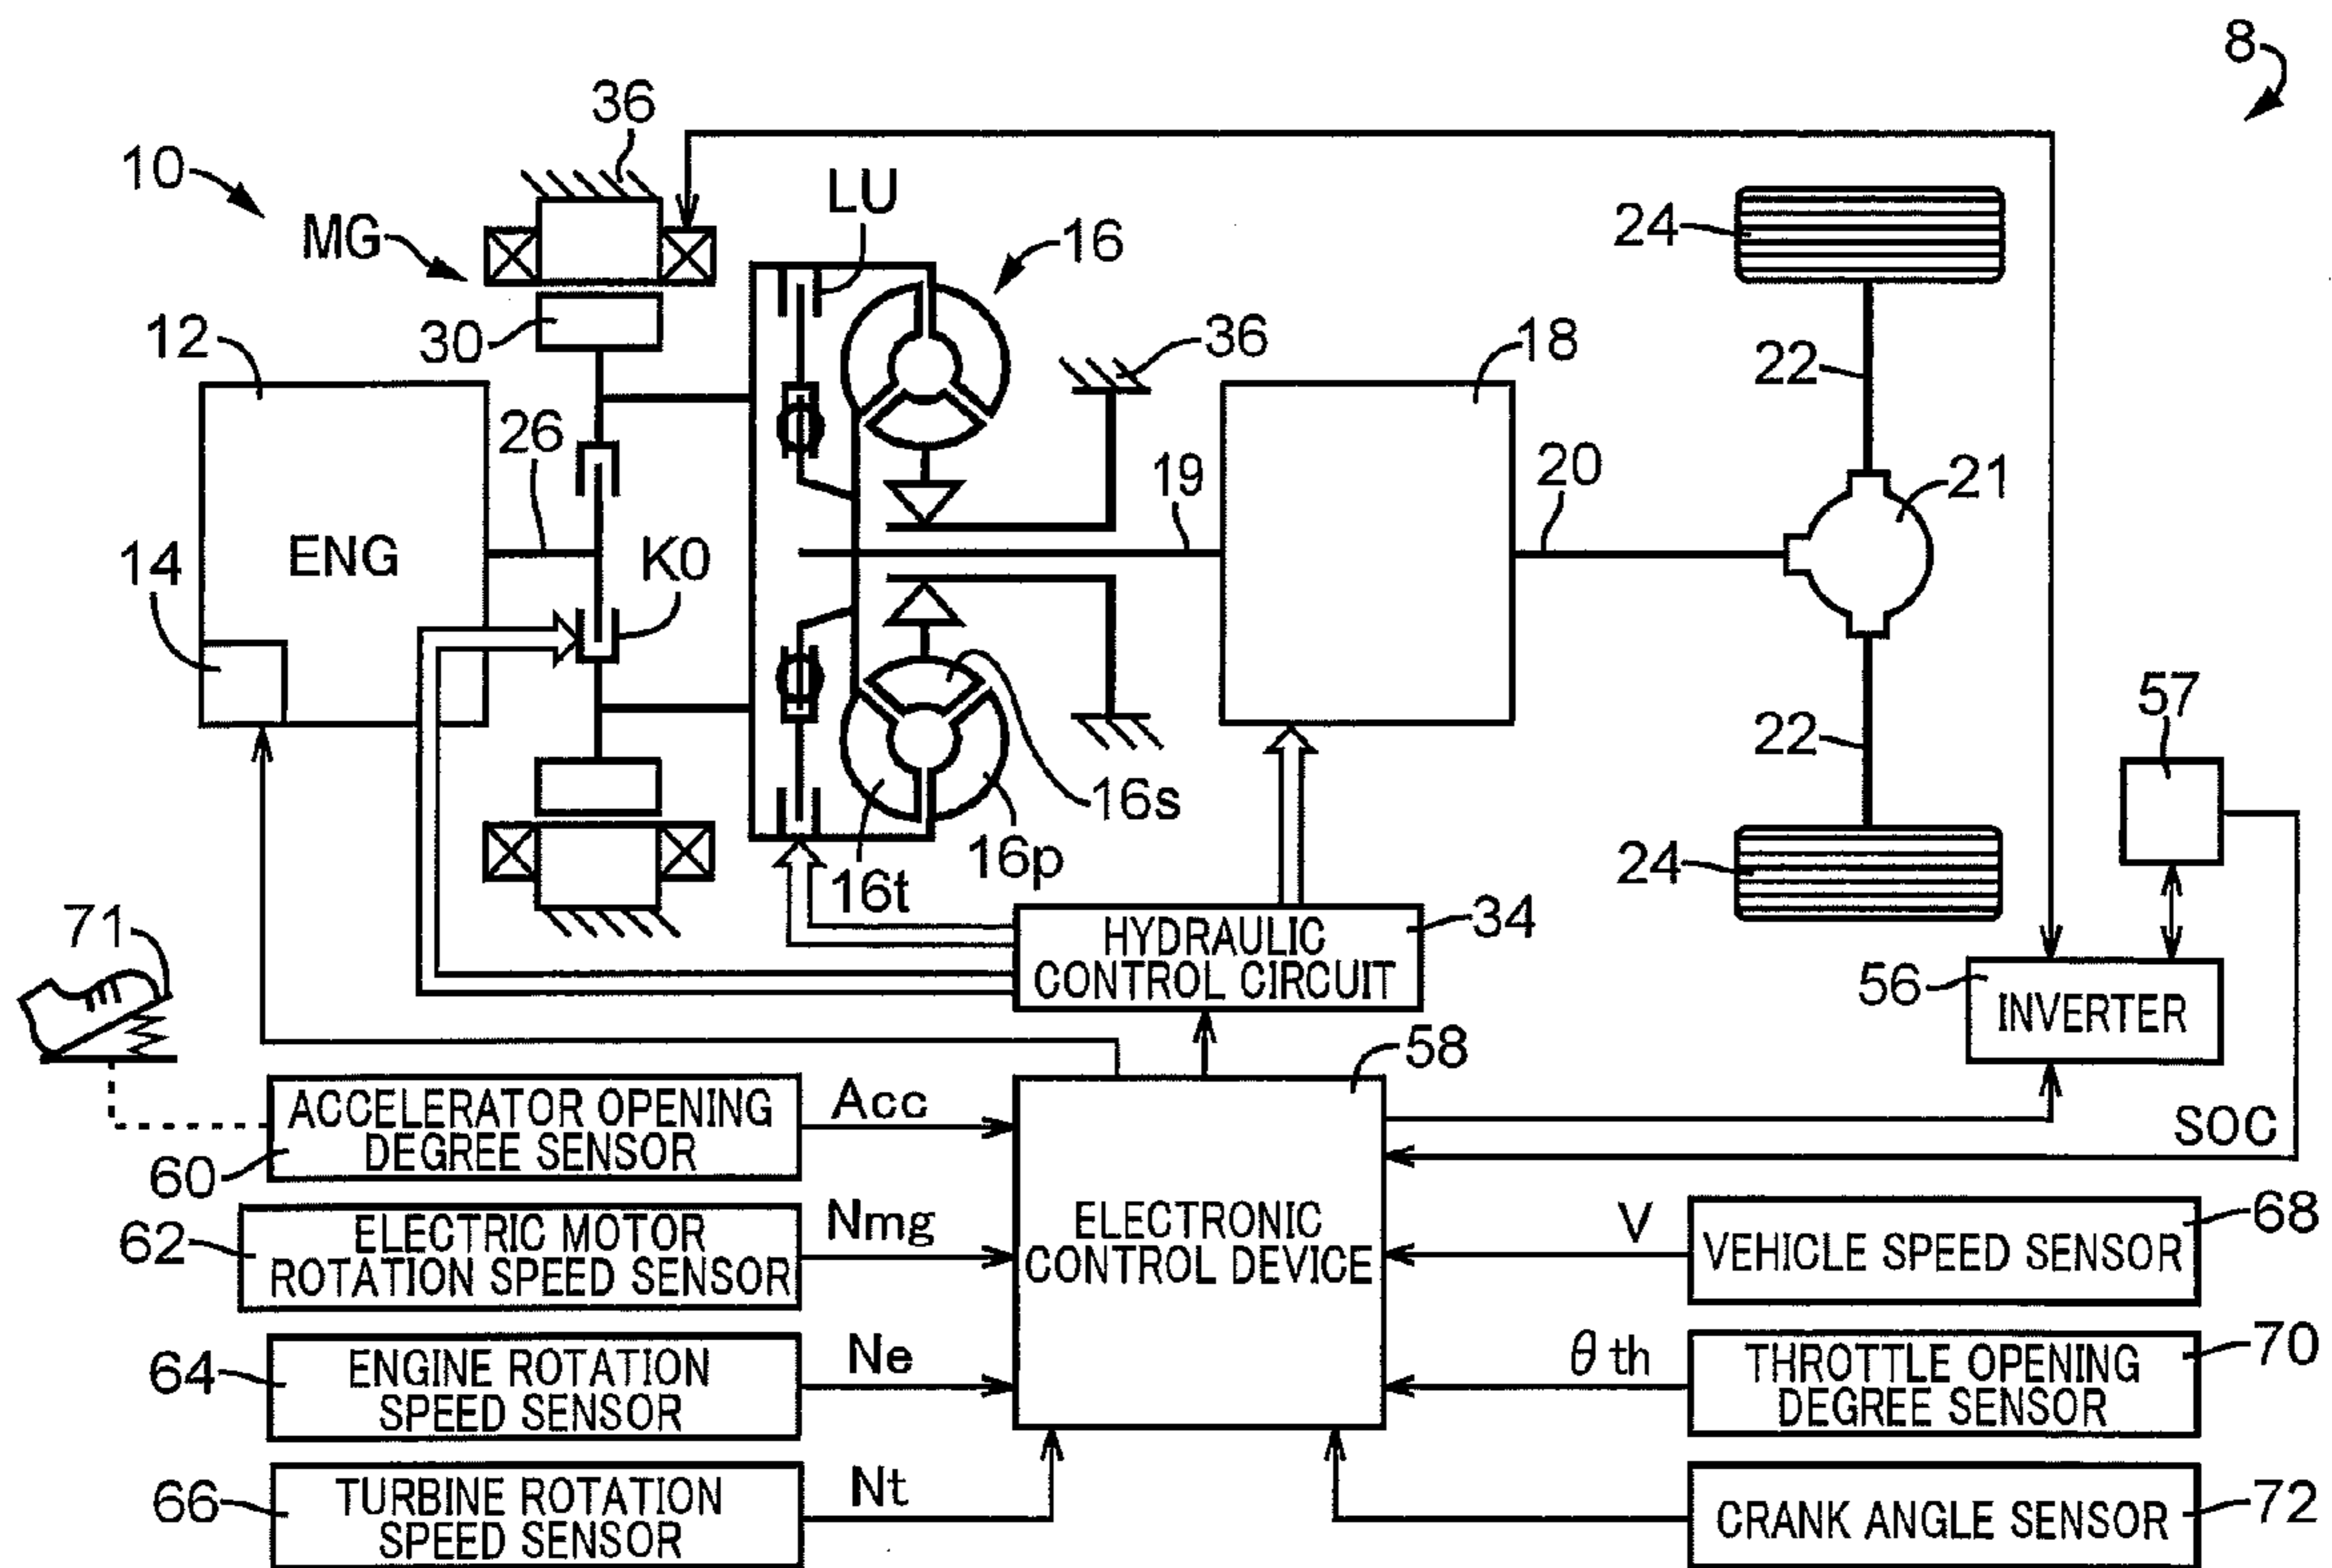 8
36
10
LU
MG
16
24
12
30
36
18
22
26
19
20
21
14
ENG
K0
57
22
16s
16p
16t
24
71
HYDRAULIC
CONTROL CIRCUIT
34
56
INVERTER
58
ACCELERATOR OPENING
DEGREE SENSOR
Acc
60
SOC
ELECTRIC MOTOR
ROTATION SPEED SENSOR
62
Nmg
ELECTRONIC
CONTROL DEVICE
V
VEHICLE SPEED SENSOR
68
64
ENGINE ROTATION
SPEED SENSOR
Ne
θth
THROTTLE OPENING
DEGREE SENSOR
70
66
TURBINE ROTATION
SPEED SENSOR
Nt
CRANK ANGLE SENSOR
72